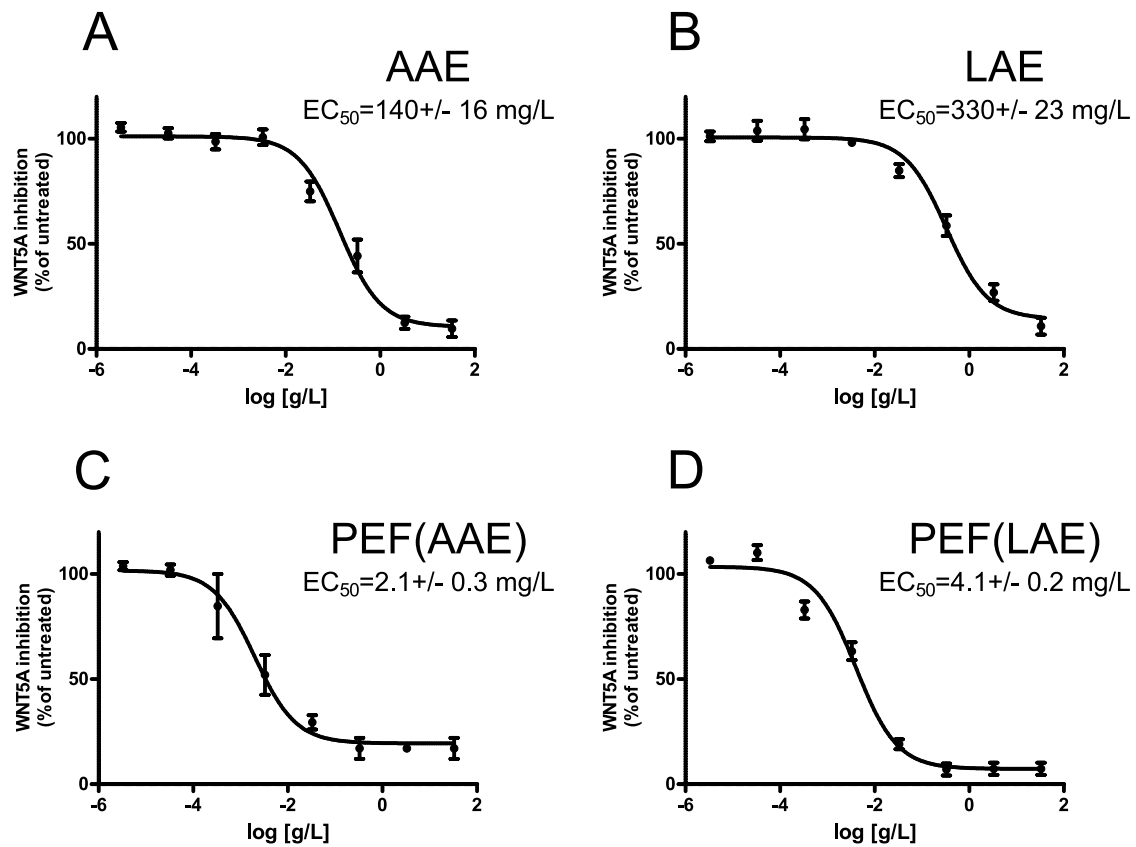 A
AAE
EC50=140+/- 16 mg/L
WNT5A inhibition
(%of untreated)
100
50
0
-6 -4 -2 0 2
log [g/L]
B
LAE
EC50=330+/- 23 mg/L
WNT5A inhibition
(%of untreated)
100
50
0
-6 -4 -2 0 2
log [g/L]
C
PEF(AAE)
EC50=2.1+/- 0.3 mg/L
WNT5A inhibition
(%of untreated)
100
50
0
-6 -4 -2 0 2
log [g/L]
D
PEF(LAE)
EC50=4.1+/- 0.2 mg/L
WNT5A inhibition
(%of untreated)
100
50
0
-6 -4 -2 0 2
log [g/L]